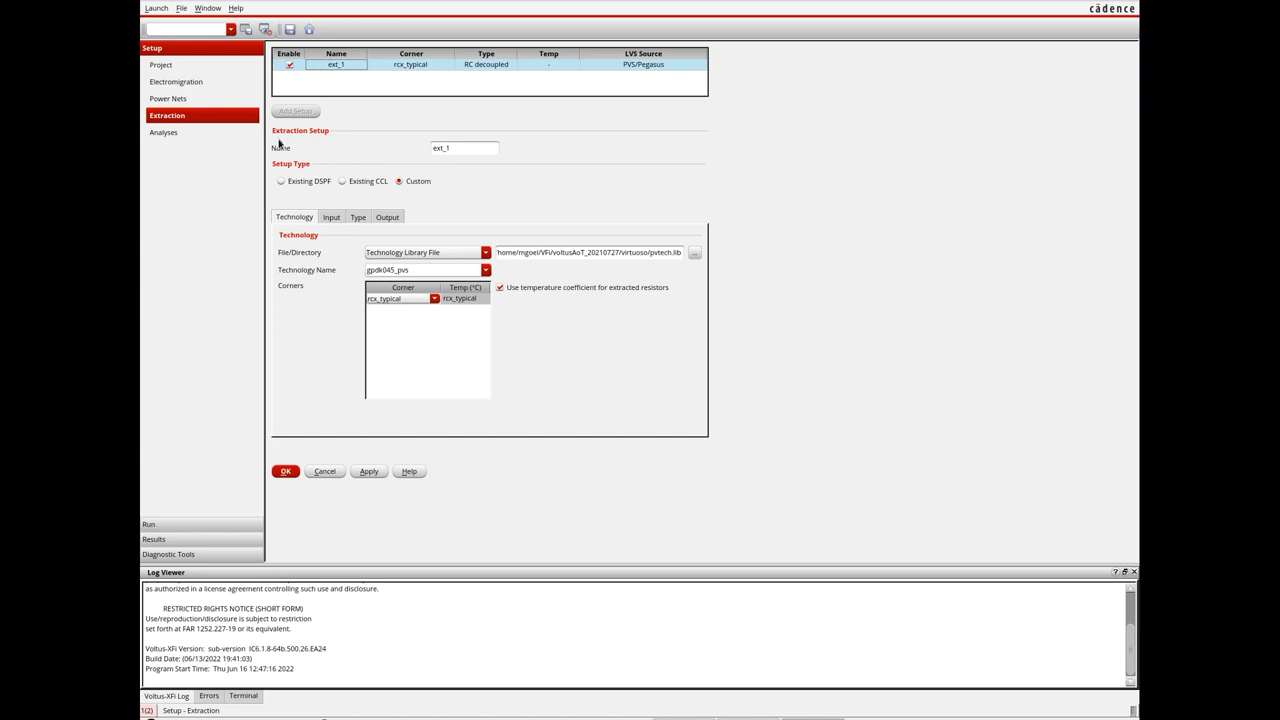 Launch File Window Help
cādence
Setup
Project
Electromigration
Power Nets
Extraction
Analyses
Enable Name Corner Type Temp LVS Source
ext_1 rcx_typical RC decoupled - PVS/Pegasus
Add Setup
Extraction Setup
Name ext_1
Setup Type
Existing DSPF Existing CCL Custom
Technology Input Type Output
Technology
File/Directory Technology Library File home/mgoel/VFi/voltusAoT_20210727/virtuoso/pvtech.lib ...
Technology Name gpdk045_pvs
Corners Corner Temp (°C) Use temperature coefficient for extracted resistors
rcx_typical rcx_typical
OK Cancel Apply Help
Run
Results
Diagnostic Tools
Log Viewer
as authorized in a license agreement controlling such use and disclosure.
RESTRICTED RIGHTS NOTICE (SHORT FORM)
Use/reproduction/disclosure is subject to restriction
set forth at FAR 1252.227-19 or its equivalent.
Voltus-XFi Version: sub-version IC6.1.8-64b.500.26.EA24
Build Date: (06/13/2022 19:41:03)
Program Start Time: Thu Jun 16 12:47:16 2022
Voltus-XFi Log Errors Terminal
1(2) Setup - Extraction